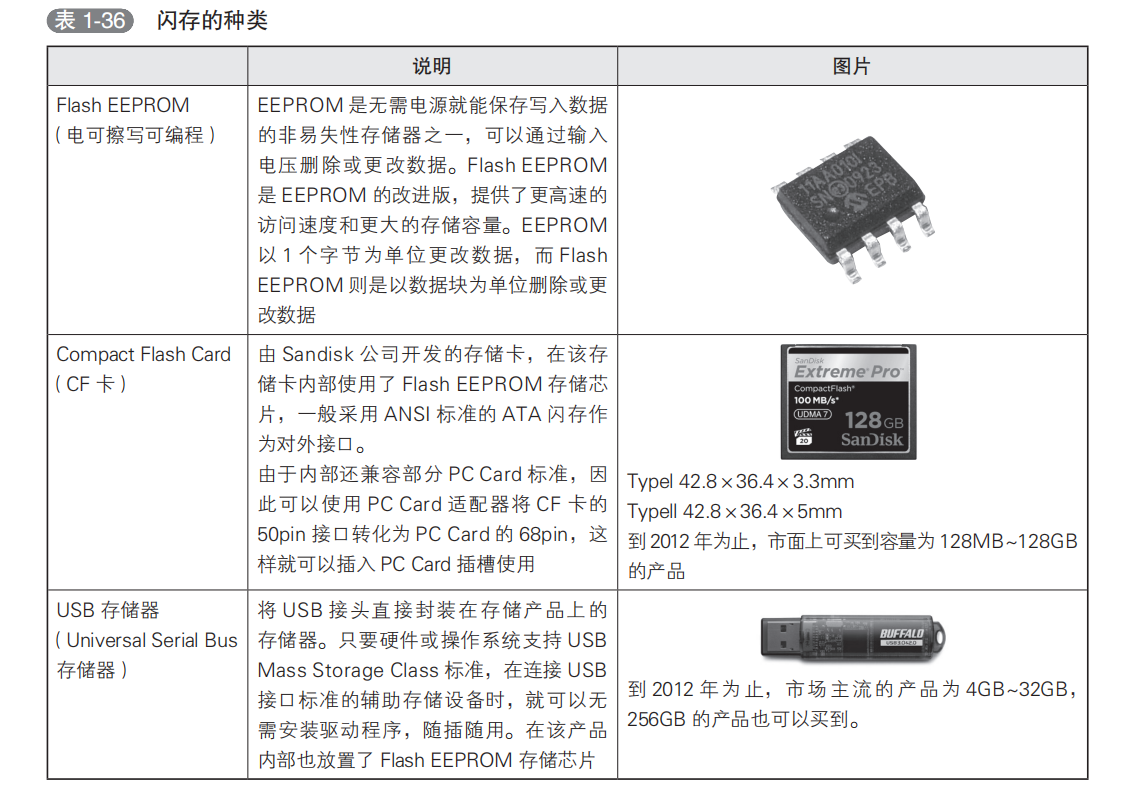 表 1-36 闪存的种类
说明 图片
Flash EEPROM
（电可擦写可编程）
EEPROM 是无需电源就能保存写入数据
的非易失性存储器之一，可以通过输入
电压删除或更改数据。Flash EEPROM
是 EEPROM 的改进版，提供了更高速的
访问速度和更大的存储容量。EEPROM
以 1 个字节为单位更改数据，而 Flash
EEPROM 则是以数据块为单位删除或更
改数据
11AA010I
SN 0923
EPB
Compact Flash Card
（CF 卡）
由 Sandisk 公司开发的存储卡，在该存
储卡内部使用了 Flash EEPROM 存储芯
片，一般采用 ANSI 标准的 ATA 闪存作
为对外接口。
由于内部还兼容部分 PC Card 标准，因
此可以使用 PC Card 适配器将 CF 卡的
50pin 接口转化为 PC Card 的 68pin，这
样就可以插入 PC Card 插槽使用
SanDisk
Extreme Pro
CompactFlash®
100 MB/s*
UDMA 7
128GB
20
SanDisk
TypeI 42.8×36.4×3.3mm
TypeII 42.8×36.4×5mm
到 2012 年为止，市面上可买到容量为 128MB~128GB
的产品
USB 存储器
（Universal Serial Bus
存储器）
将 USB 接头直接封装在存储产品上的
存储器。只要硬件或操作系统支持 USB
Mass Storage Class 标准，在连接 USB
接口标准的辅助存储设备时，就可以无
需安装驱动程序，随插随用。在该产品
内部也放置了 Flash EEPROM 存储芯片
BUFFALO
到 2012 年为止，市场主流的产品为 4GB~32GB，
256GB 的产品也可以买到。